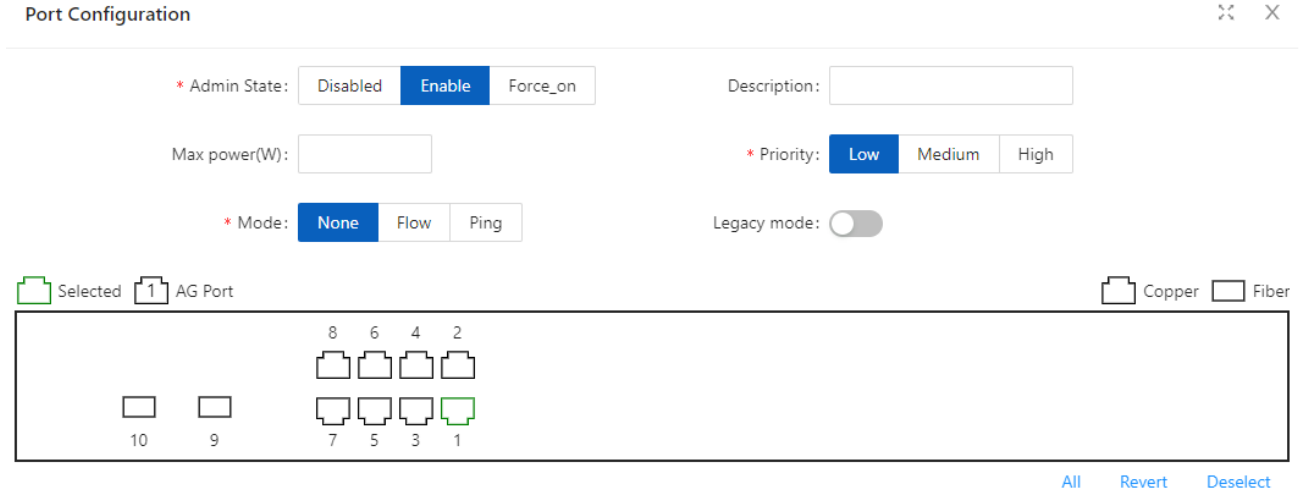 Port Configuration
* Admin State: Disabled Enable Force_on Description:
Max power(W): * Priority: Low Medium High
* Mode: None Flow Ping Legacy mode:
Selected 1 AG Port Copper Fiber
8 6 4 2
10 9 7 5 3 1
All Revert Deselect